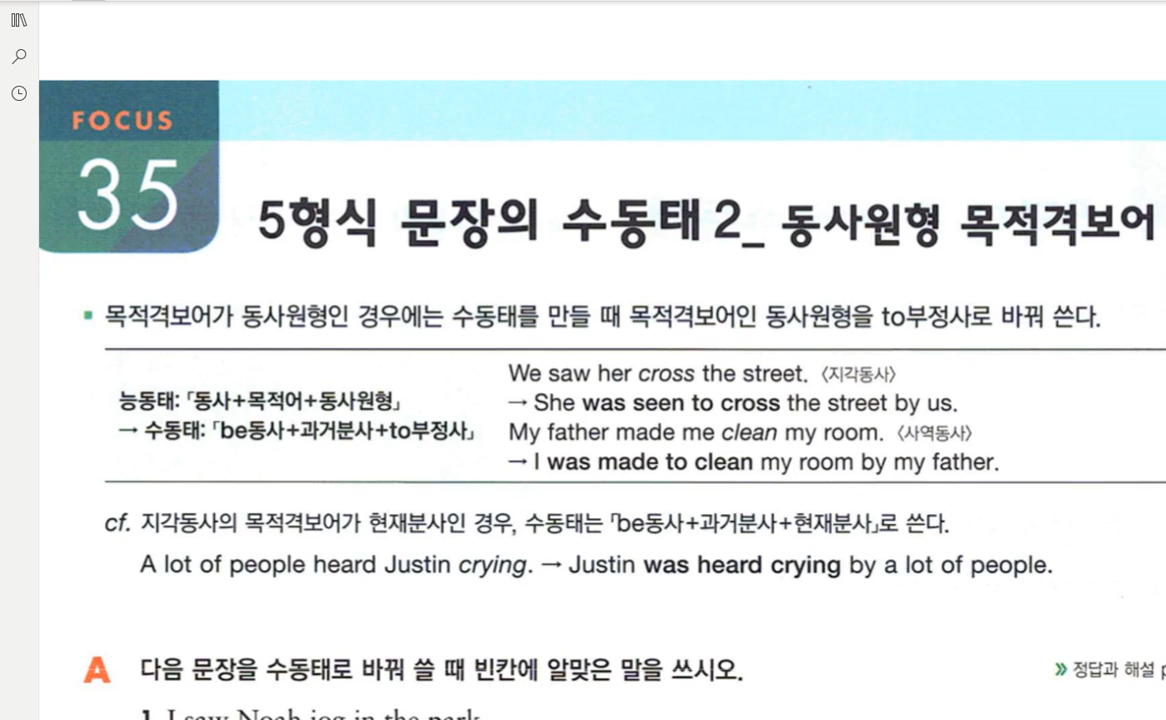 FOCUS
35
5형식 문장의 수동태 2_ 동사원형 목적격보어
목적격보어가 동사원형인 경우에는 수동태를 만들 때 목적격보어인 동사원형을 to부정사로 바꿔 쓴다.
능동태: 「동사+목적어+동사원형」
→ 수동태: 「be동사+과거분사+to부정사」
We saw her cross the street. 〈지각동사〉
→ She was seen to cross the street by us.
My father made me clean my room. 〈사역동사〉
→ I was made to clean my room by my father.
cf. 지각동사의 목적격보어가 현재분사인 경우, 수동태는 「be동사+과거분사+현재분사」로 쓴다.
A lot of people heard Justin crying. → Justin was heard crying by a lot of people.
A 다음 문장을 수동태로 바꿔 쓸 때 빈칸에 알맞은 말을 쓰시오.
» 정답과 해설 p
1 I saw Noah jog in the park.